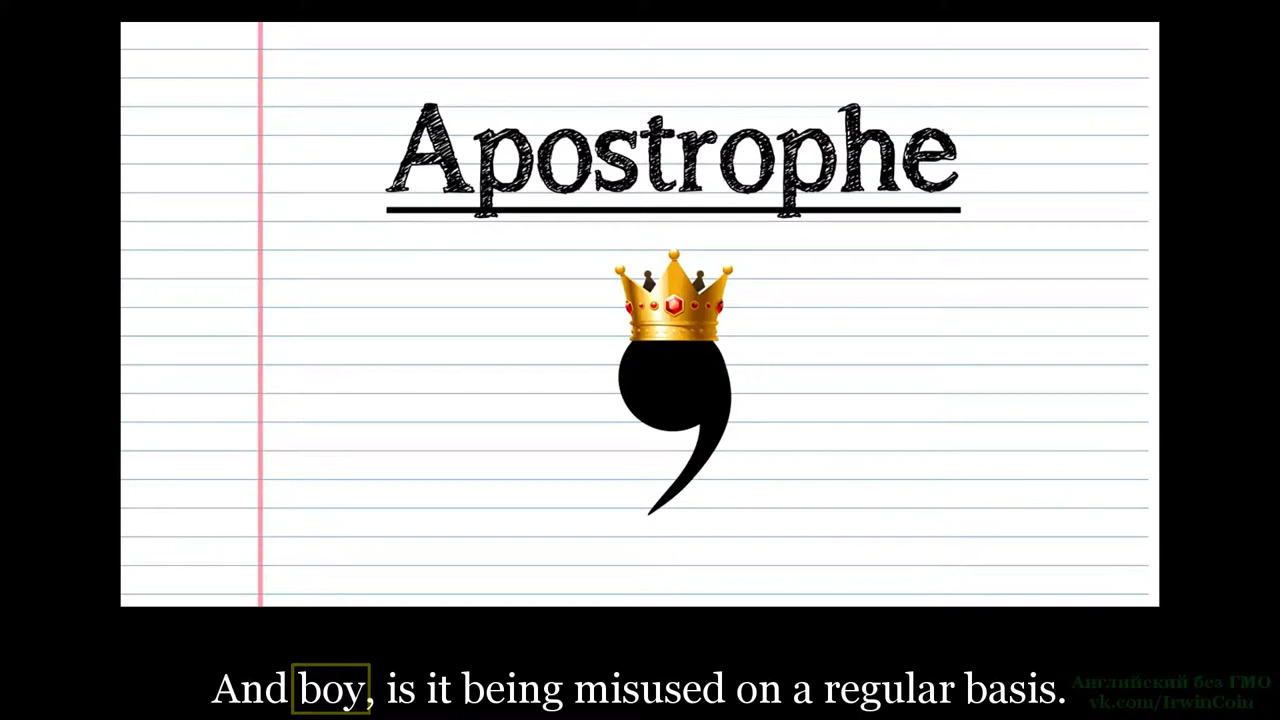 Apostrophe
And boy, is it being misused on a regular basis.
Английский без ГМО
vk.com/IrwinCoin